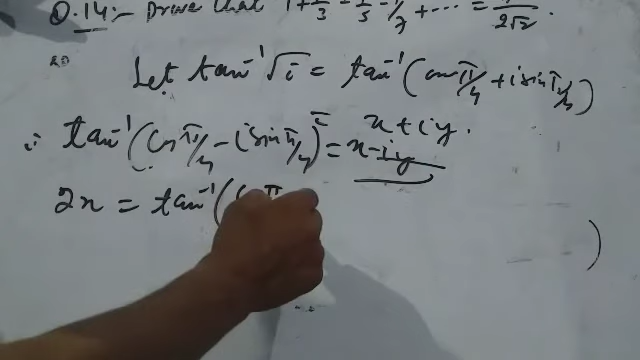 Q.14:- Prove that 1 + 1/3 - 1/5 - 1/7 + ... = π/2√2.
Let tan⁻¹ √i = tan⁻¹ (cos π/4 + i sin π/4)
= x + iy.
∴ tan⁻¹ (cos π/4 - i sin π/4) = x - iy
2x = tan⁻¹ (cos π )